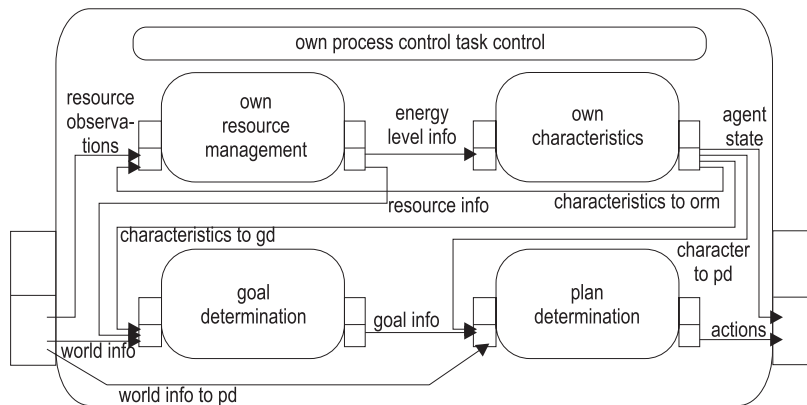 own process control task control
resource
observa-
tions
own
resource
management
energy
level info
own
characteristics
agent
state
resource info
characteristics to orm
characteristics to gd
character
to pd
goal
determination
goal info
plan
determination
actions
world info
world info to pd